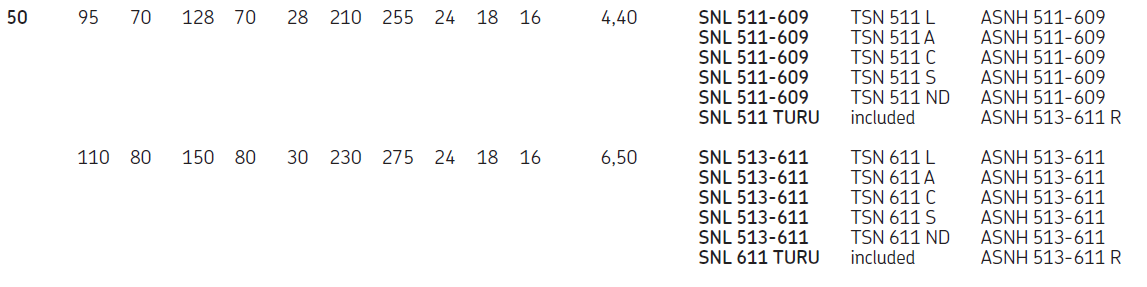 50 95 70 128 70 28 210 255 24 18 16 4,40 SNL 511-609 TSN 511 L ASNH 511-609
SNL 511-609 TSN 511 A ASNH 511-609
SNL 511-609 TSN 511 C ASNH 511-609
SNL 511-609 TSN 511 S ASNH 511-609
SNL 511-609 TSN 511 ND ASNH 511-609
SNL 511 TURU included ASNH 513-611 R
110 80 150 80 30 230 275 24 18 16 6,50 SNL 513-611 TSN 611 L ASNH 513-611
SNL 513-611 TSN 611 A ASNH 513-611
SNL 513-611 TSN 611 C ASNH 513-611
SNL 513-611 TSN 611 S ASNH 513-611
SNL 513-611 TSN 611 ND ASNH 513-611
SNL 611 TURU included ASNH 513-611 R